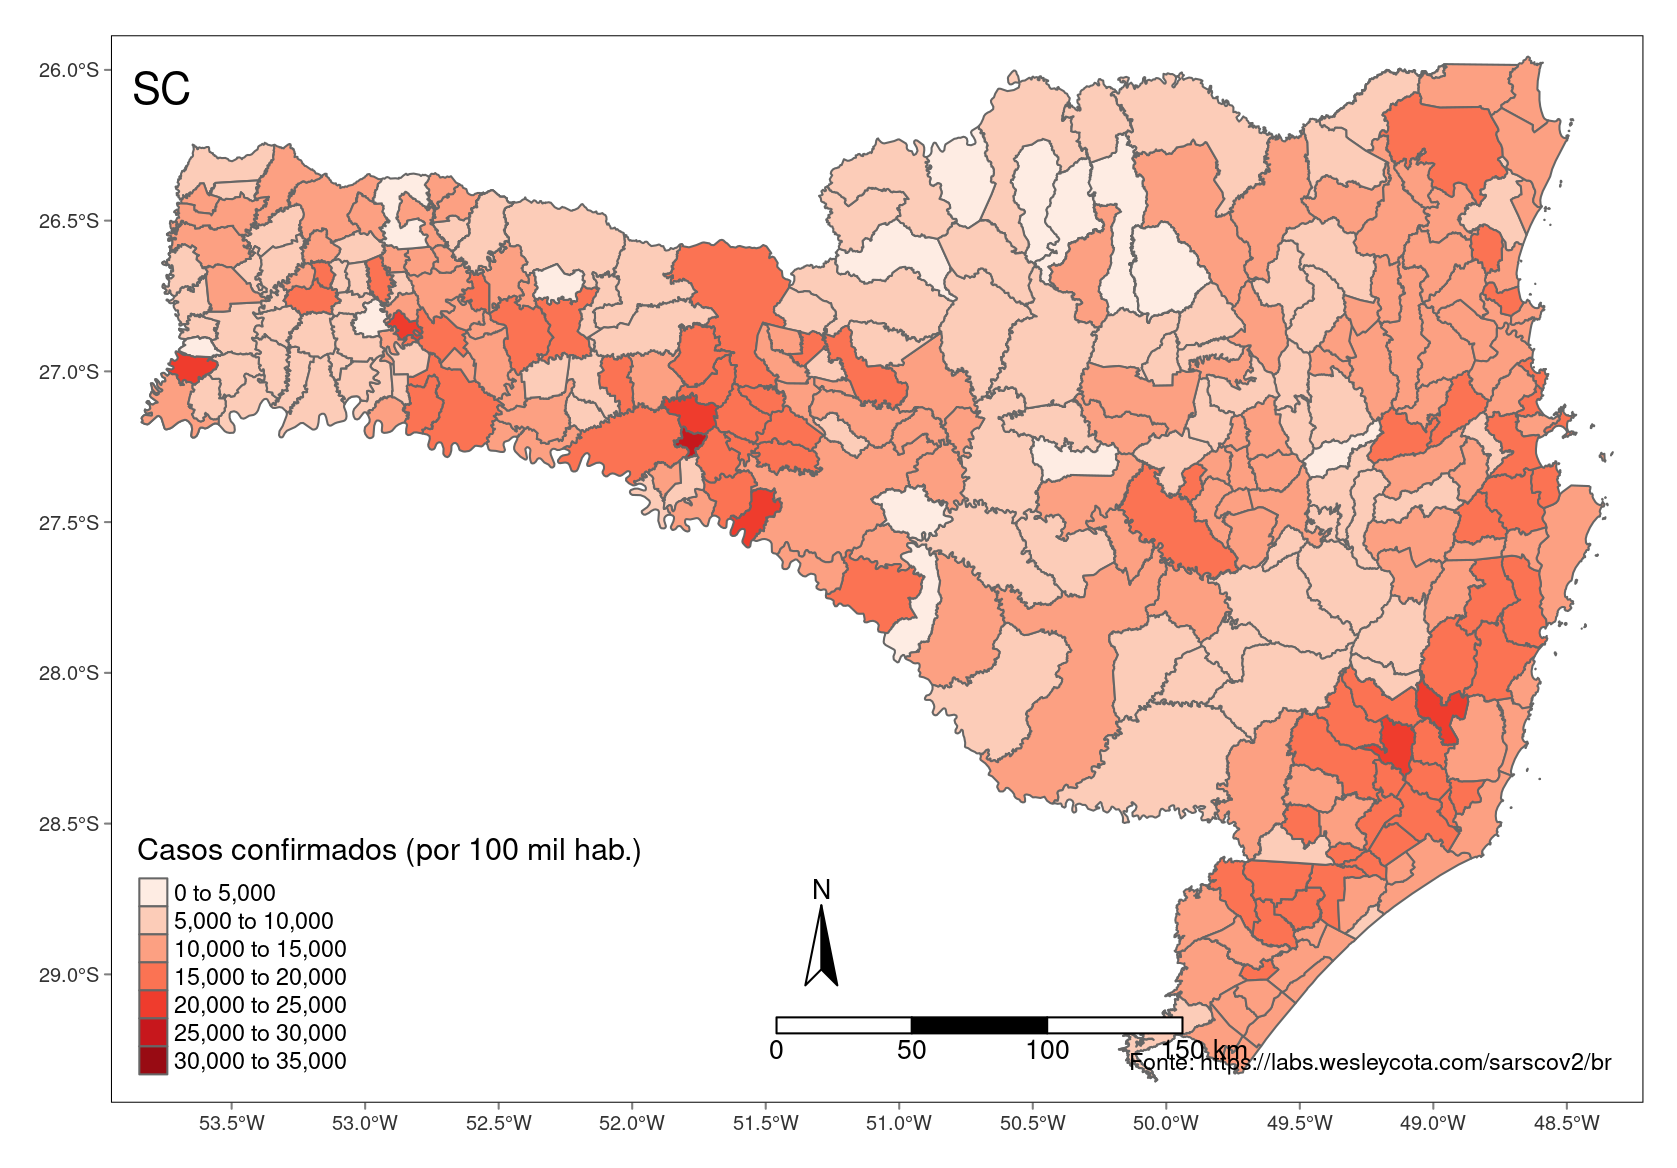 SC
26.0°S
26.5°S
27.0°S
27.5°S
28.0°S
28.5°S
29.0°S
Casos confirmados (por 100 mil hab.)
0 to 5,000
5,000 to 10,000
10,000 to 15,000
15,000 to 20,000
20,000 to 25,000
25,000 to 30,000
30,000 to 35,000
N
0 50 100 150 km
Fonte: https://labs.wesleycota.com/sarscov2/br
53.5°W 53.0°W 52.5°W 52.0°W 51.5°W 51.0°W 50.5°W 50.0°W 49.5°W 49.0°W 48.5°W